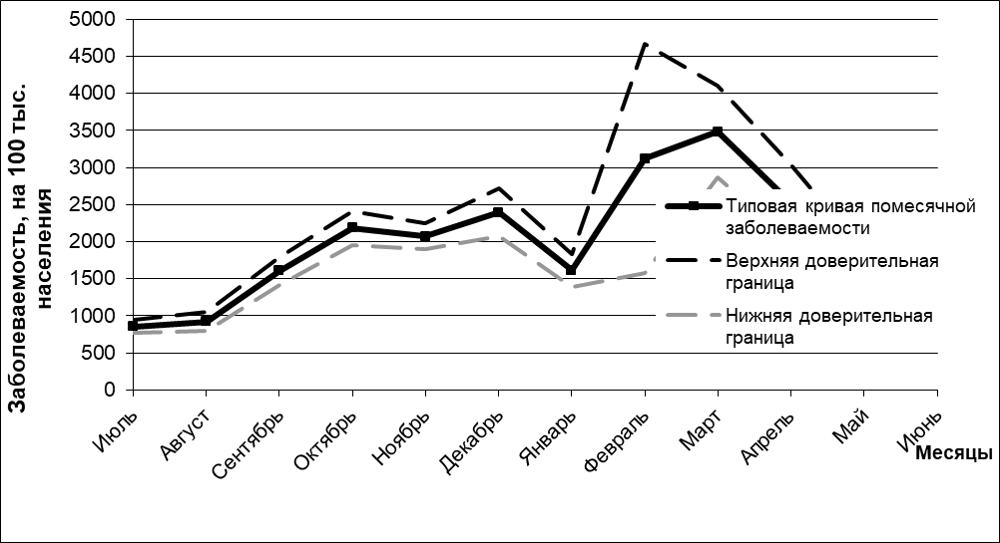 5000
4500
4000
3500
3000
2500
2000
1500
1000
500
0
Заболеваемость, на 100 тыс.
населения
Типовая кривая помесячной
заболеваемости
Верхняя доверительная
граница
Нижняя доверительная
граница
Июль
Август
Сентябрь
Октябрь
Ноябрь
Декабрь
Январь
Февраль
Март
Апрель
Май
Июнь
Месяцы